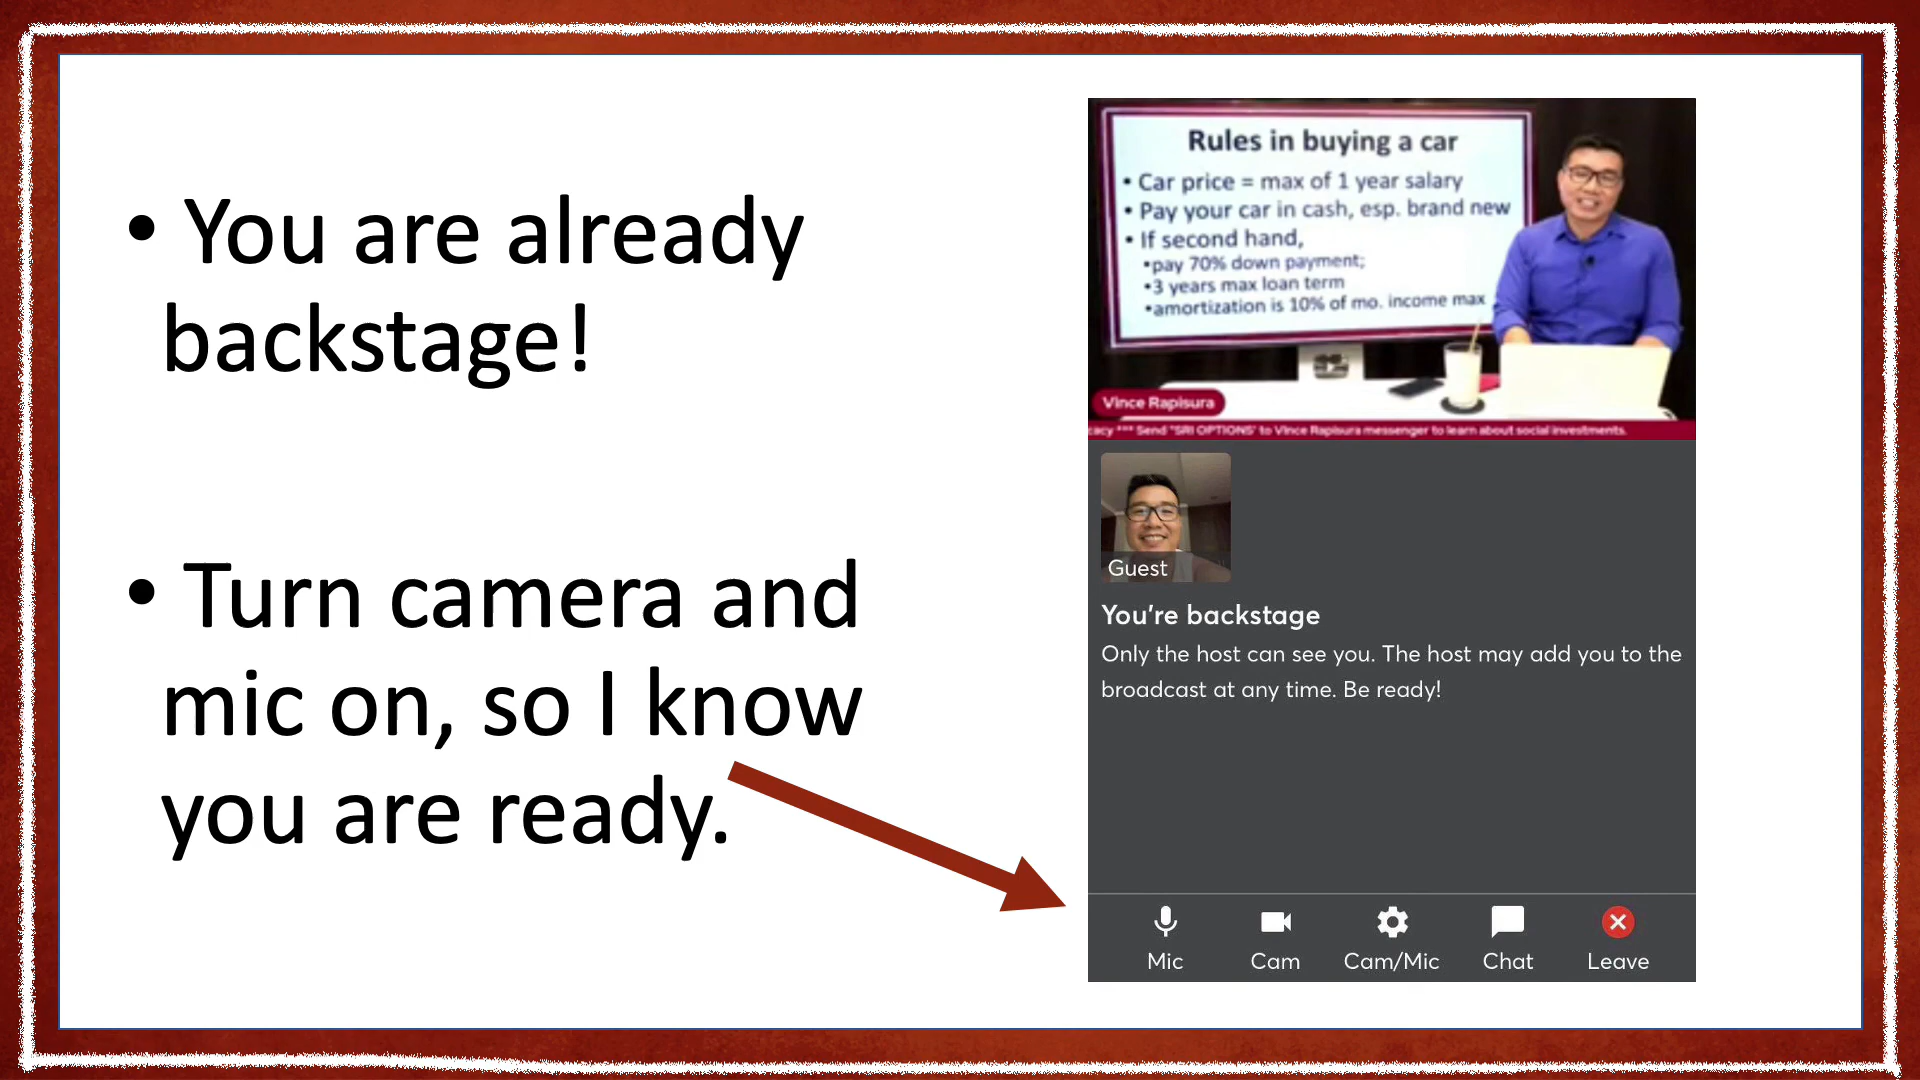 • You are already
backstage!
• Turn camera and
mic on, so I know
you are ready.
Rules in buying a car
• Car price = max of 1 year salary
• Pay your car in cash, esp. brand new
• If second hand,
•pay 70% down payment;
•3 years max loan term
•amortization is 10% of mo. income max
Vince Rapisura
cacy *** Send "SRI OPTIONS' to Vince Rapisura messenger to learn about social investments.
Guest
You're backstage
Only the host can see you. The host may add you to the
broadcast at any time. Be ready!
Mic Cam Cam/Mic Chat Leave